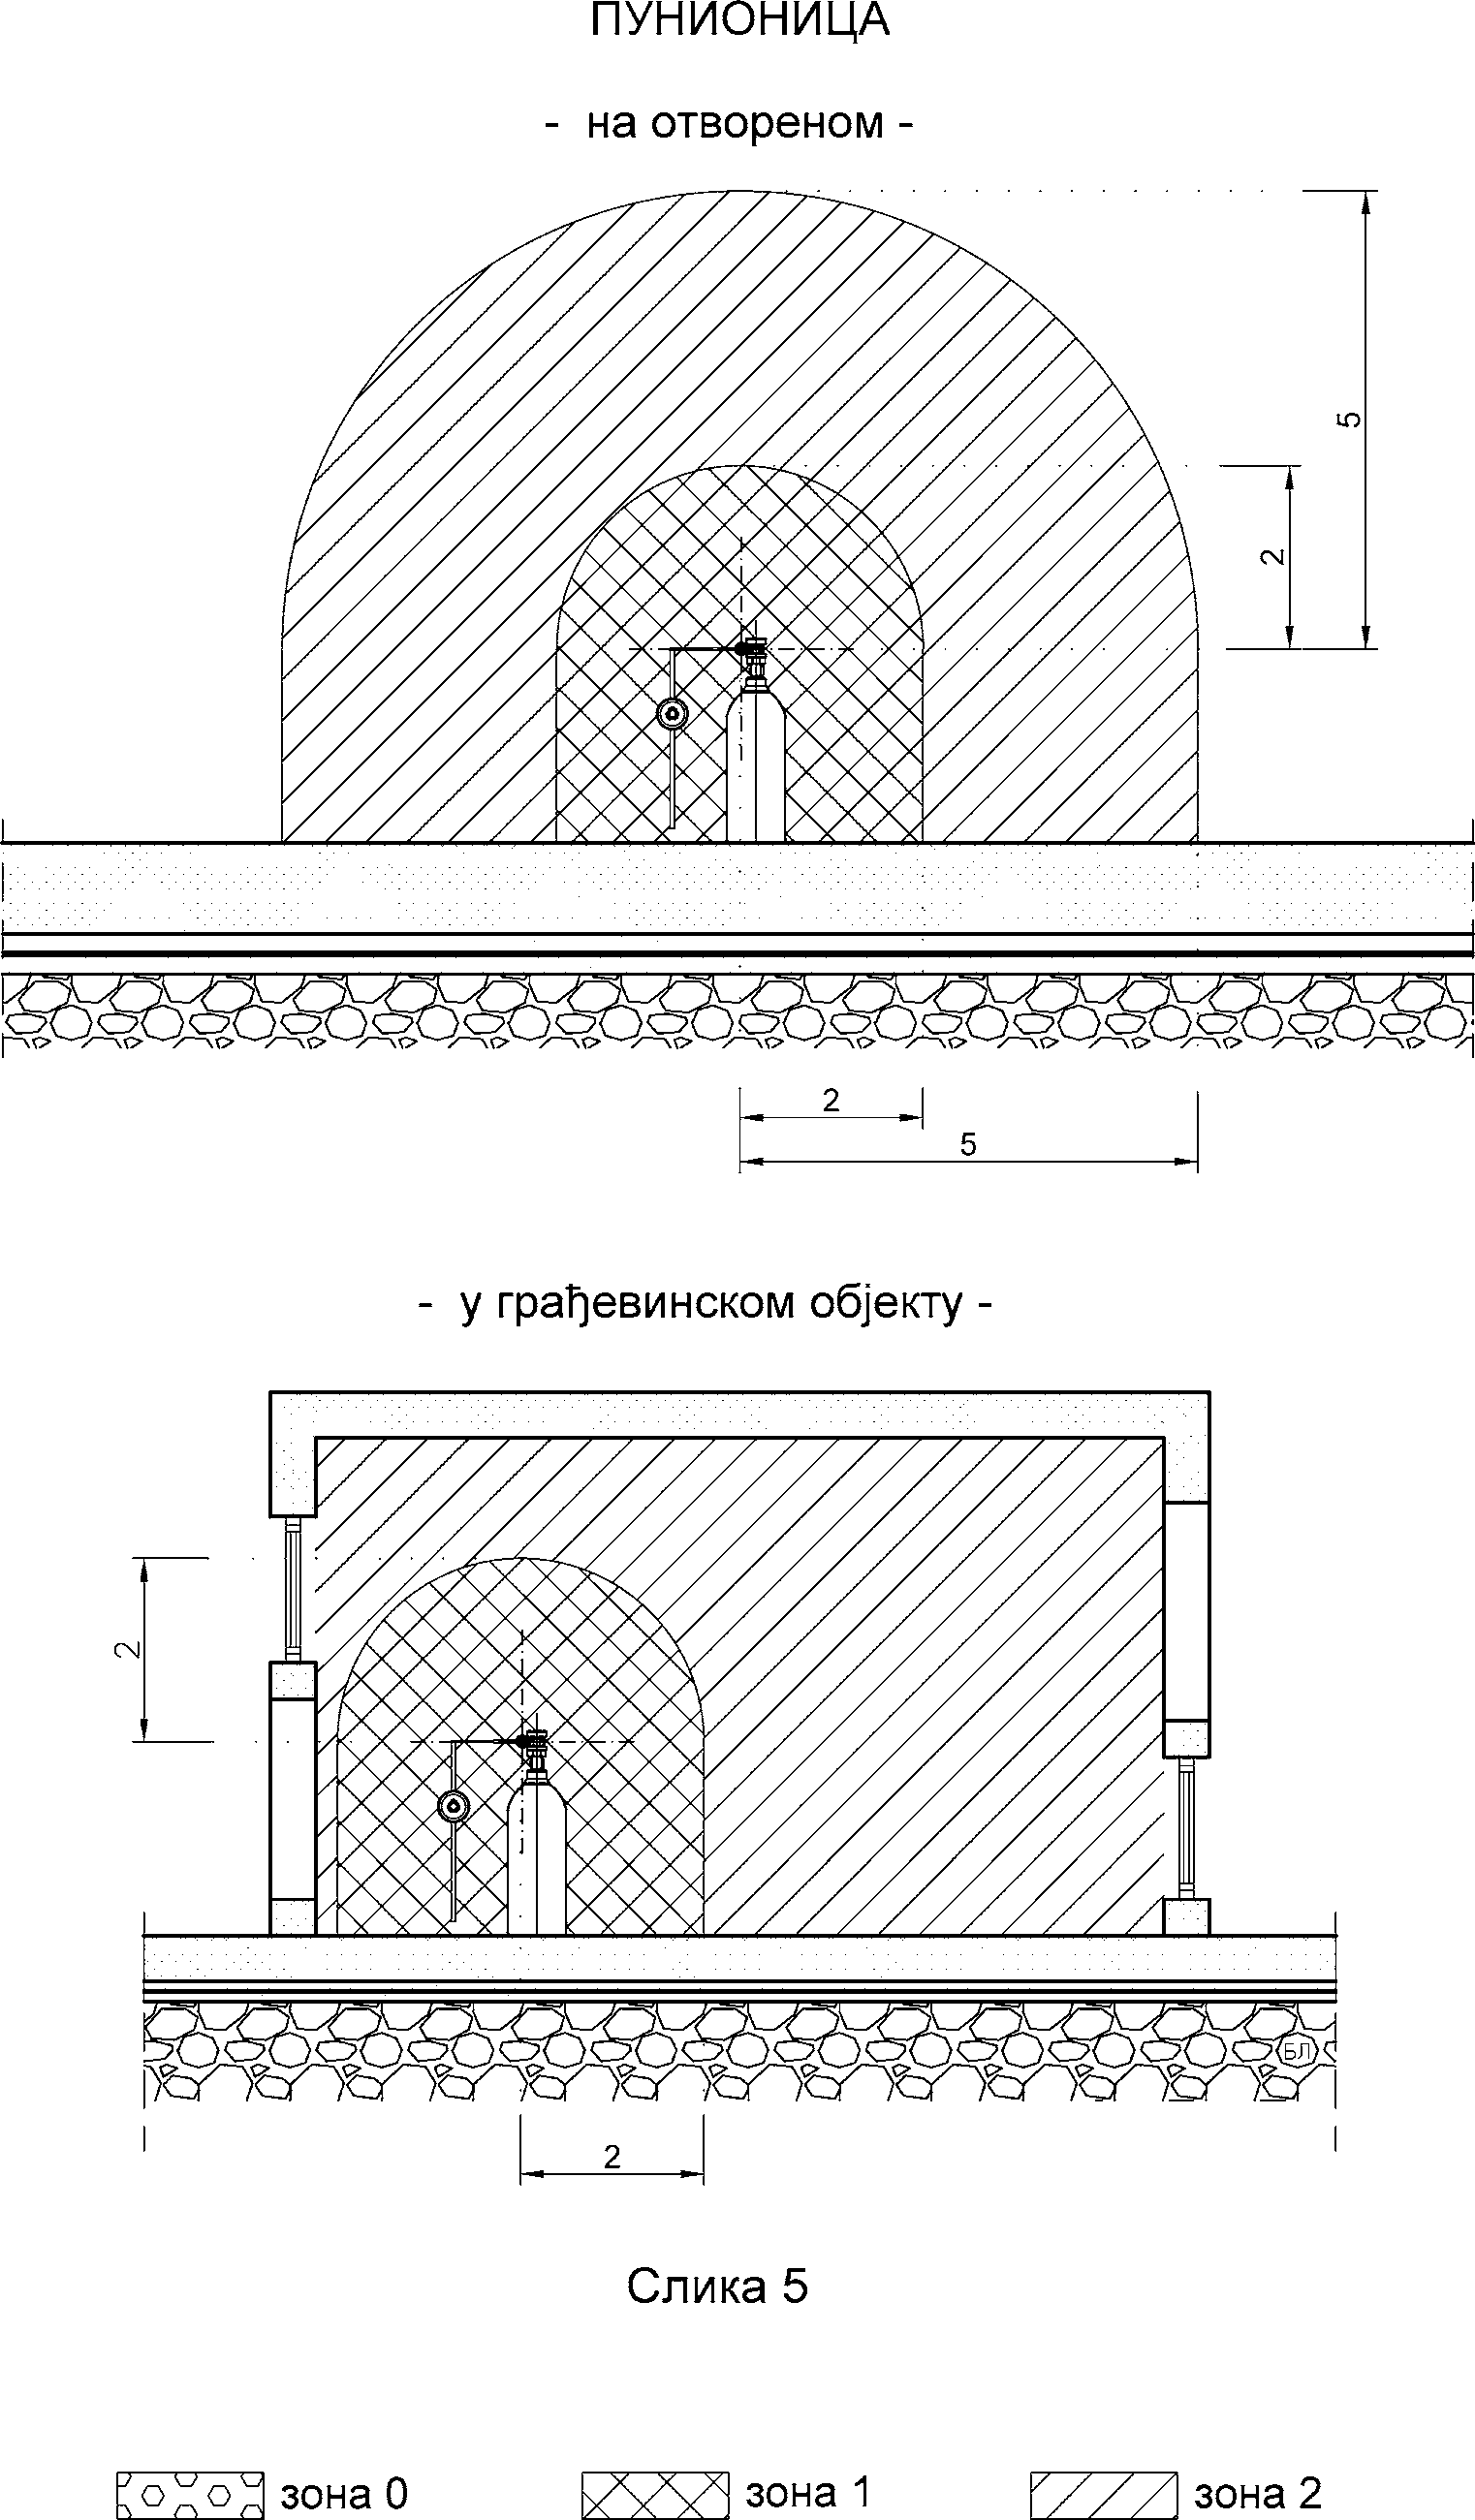 ПУНИОНИЦА
- на отвореном -
5
2
2
5
- у грађевинском објекту -
2
БЛ
2
Слика 5
зона 0 зона 1 зона 2